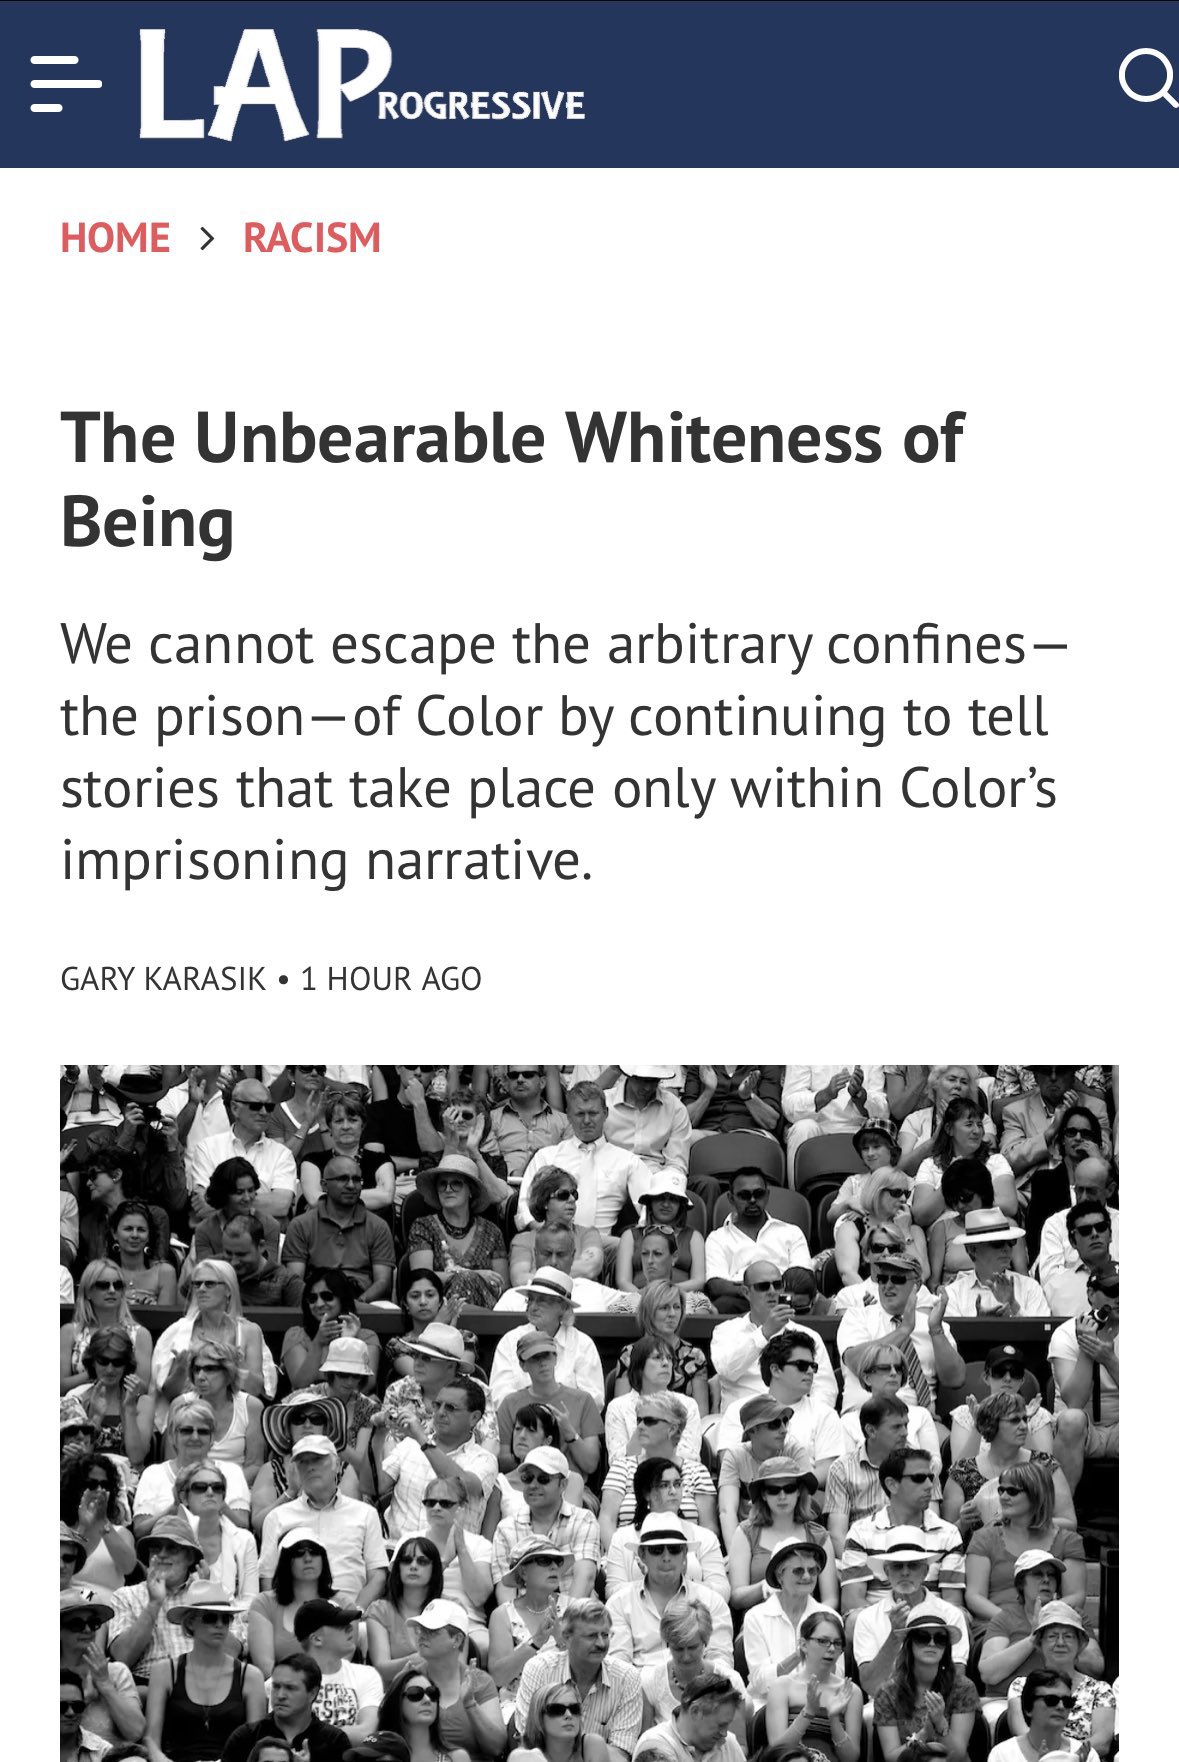 LAPROGRESSIVE
HOME > RACISM
The Unbearable Whiteness of
Being
We cannot escape the arbitrary confines—
the prison—of Color by continuing to tell
stories that take place only within Color’s
imprisoning narrative.
GARY KARASIK • 1 HOUR AGO